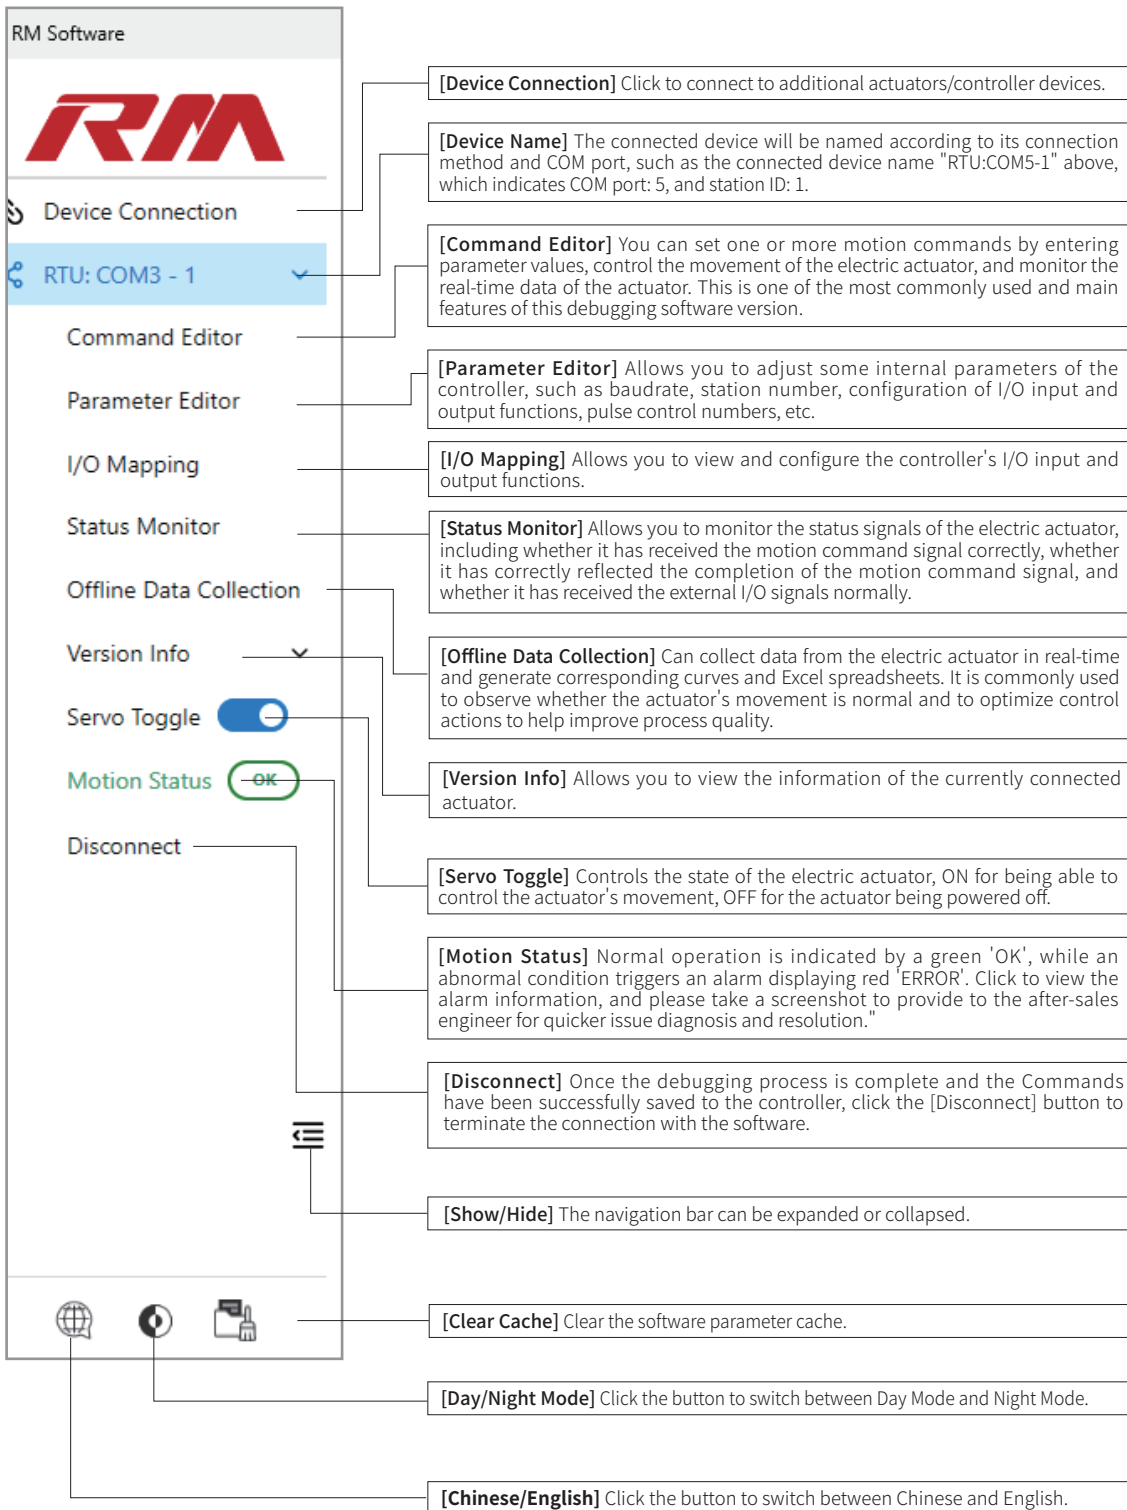 RM Software
RM
Device Connection
RTU: COM3 - 1
Command Editor
Parameter Editor
I/O Mapping
Status Monitor
Offline Data Collection
Version Info
Servo Toggle
Motion Status OK
Disconnect
[Device Connection] Click to connect to additional actuators/controller devices.
[Device Name] The connected device will be named according to its connection
method and COM port, such as the connected device name "RTU:COM5-1" above,
which indicates COM port: 5, and station ID: 1.
[Command Editor] You can set one or more motion commands by entering
parameter values, control the movement of the electric actuator, and monitor the
real-time data of the actuator. This is one of the most commonly used and main
features of this debugging software version.
[Parameter Editor] Allows you to adjust some internal parameters of the
controller, such as baudrate, station number, configuration of I/O input and
output functions, pulse control numbers, etc.
[I/O Mapping] Allows you to view and configure the controller's I/O input and
output functions.
[Status Monitor] Allows you to monitor the status signals of the electric actuator,
including whether it has received the motion command signal correctly, whether
it has correctly reflected the completion of the motion command signal, and
whether it has received the external I/O signals normally.
[Offline Data Collection] Can collect data from the electric actuator in real-time
and generate corresponding curves and Excel spreadsheets. It is commonly used
to observe whether the actuator's movement is normal and to optimize control
actions to help improve process quality.
[Version Info] Allows you to view the information of the currently connected
actuator.
[Servo Toggle] Controls the state of the electric actuator, ON for being able to
control the actuator's movement, OFF for the actuator being powered off.
[Motion Status] Normal operation is indicated by a green 'OK', while an
abnormal condition triggers an alarm displaying red 'ERROR'. Click to view the
alarm information, and please take a screenshot to provide to the after-sales
engineer for quicker issue diagnosis and resolution."
[Disconnect] Once the debugging process is complete and the Commands
have been successfully saved to the controller, click the [Disconnect] button to
terminate the connection with the software.
[Show/Hide] The navigation bar can be expanded or collapsed.
[Clear Cache] Clear the software parameter cache.
[Day/Night Mode] Click the button to switch between Day Mode and Night Mode.
[Chinese/English] Click the button to switch between Chinese and English.